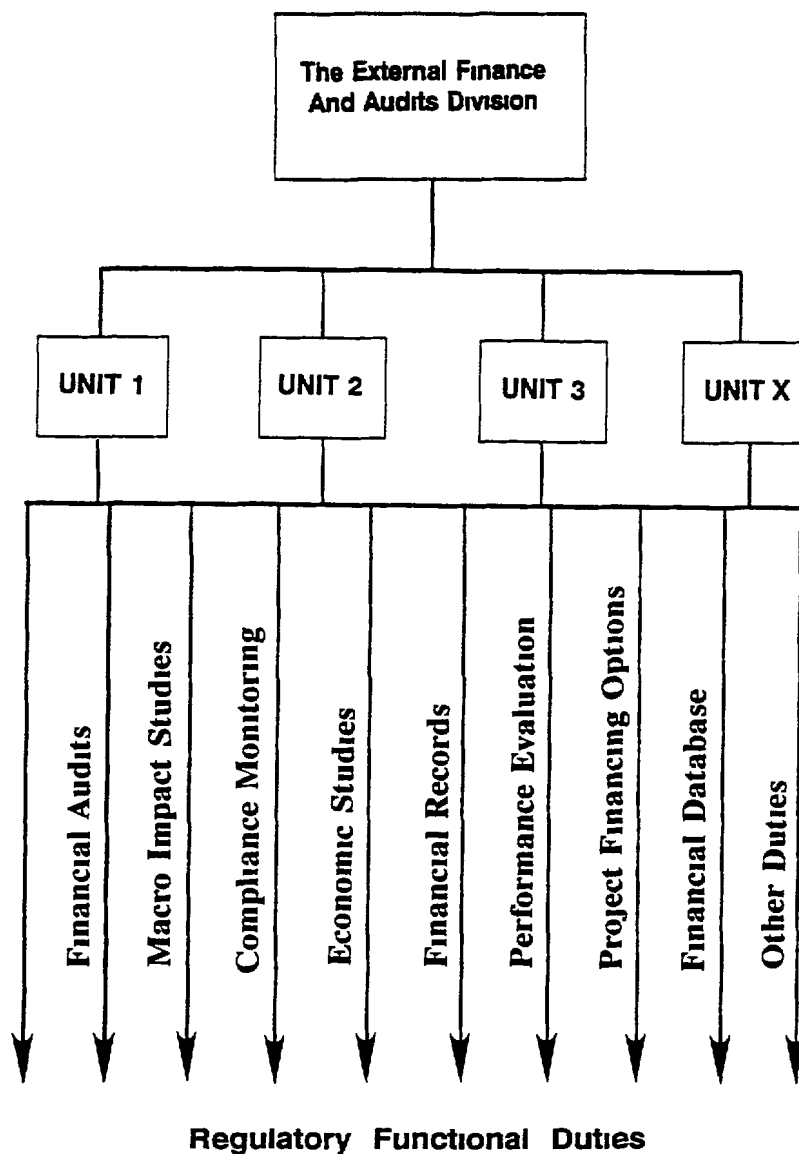 The External Finance
And Audits Division
UNIT 1
UNIT 2
UNIT 3
UNIT X
Financial Audits
Macro Impact Studies
Compliance Monitoring
Economic Studies
Financial Records
Performance Evaluation
Project Financing Options
Financial Database
Other Duties
Regulatory Functional Duties